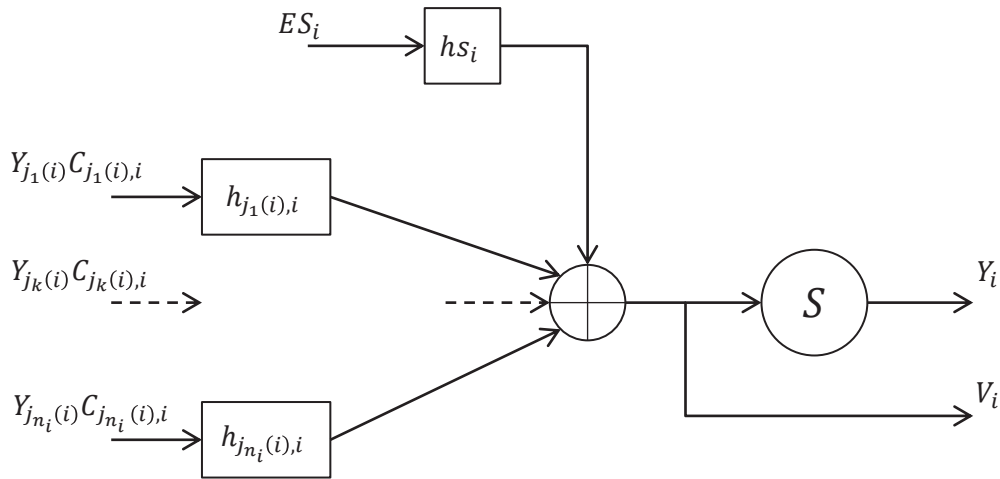 ES_i
hs_i
Y_{j_1(i)}C_{j_1(i),i}
h_{j_1(i),i}
Y_{j_k(i)}C_{j_k(i),i}
S
Y_i
V_i
Y_{j_{n_i}(i)}C_{j_{n_i}(i),i}
h_{j_{n_i}(i),i}